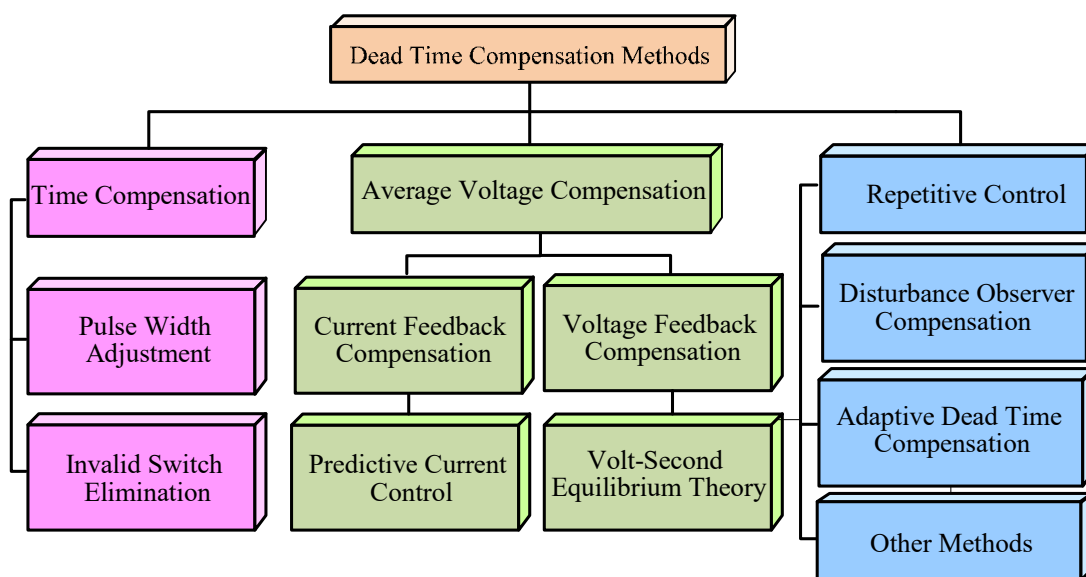 Dead Time Compensation Methods
Time Compensation
Pulse Width
Adjustment
Invalid Switch
Elimination
Average Voltage Compensation
Current Feedback
Compensation
Predictive Current
Control
Voltage Feedback
Compensation
Volt-Second
Equilibrium Theory
Repetitive Control
Disturbance Observer
Compensation
Adaptive Dead Time
Compensation
Other Methods